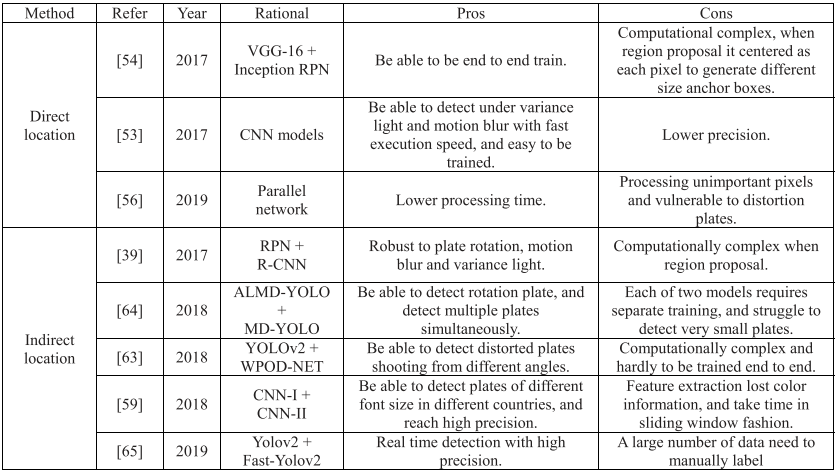 Method Refer Year Rational Pros Cons
Direct
location
[54] 2017
VGG-16 +
Inception RPN
Be able to be end to end train.
Computational complex, when
region proposal it centered as
each pixel to generate different
size anchor boxes.
[53] 2017 CNN models
Be able to detect under variance
light and motion blur with fast
execution speed, and easy to be
trained.
Lower precision.
[56] 2019
Parallel
network
Lower processing time.
Processing unimportant pixels
and vulnerable to distortion
plates.
Indirect
location
[39] 2017
RPN +
R-CNN
Robust to plate rotation, motion
blur and variance light.
Computationally complex when
region proposal.
[64] 2018
ALMD-YOLO
+
MD-YOLO
Be able to detect rotation plate, and
detect multiple plates
simultaneously.
Each of two models requires
separate training, and struggle to
detect very small plates.
[63] 2018
YOLOv2 +
WPOD-NET
Be able to detect distorted plates
shooting from different angles.
Computationally complex and
hardly to be trained end to end.
[59] 2018
CNN-I +
CNN-II
Be able to detect plates of different
font size in different countries, and
reach high precision.
Feature extraction lost color
information, and take time in
sliding window fashion.
[65] 2019
Yolov2 +
Fast-Yolov2
Real time detection with high
precision.
A large number of data need to
manually label